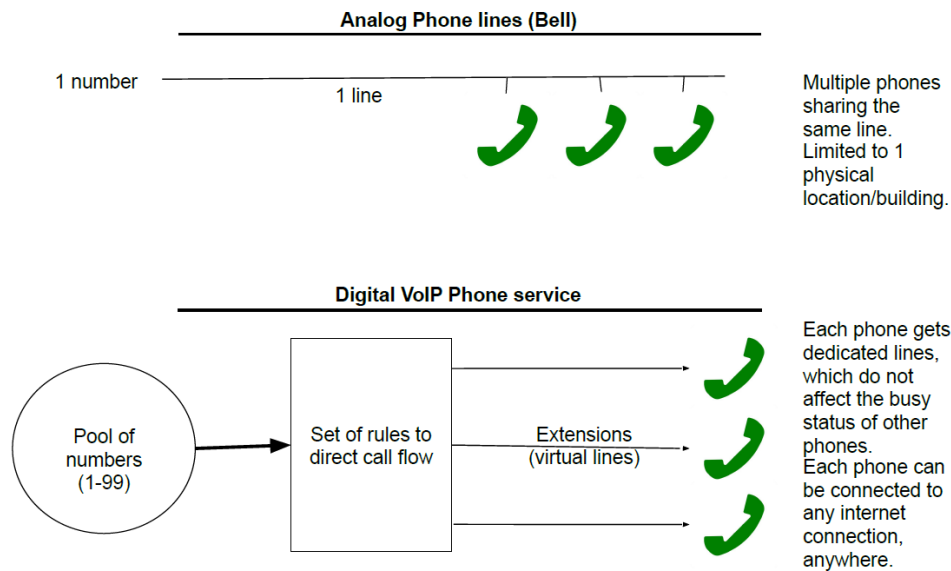 Analog Phone lines (Bell)
1 number
1 line
Multiple phones
sharing the
same line.
Limited to 1
physical
location/building.
Digital VoIP Phone service
Pool of
numbers
(1-99)
Set of rules to
direct call flow
Extensions
(virtual lines)
Each phone gets
dedicated lines,
which do not
affect the busy
status of other
phones.
Each phone can
be connected to
any internet
connection,
anywhere.